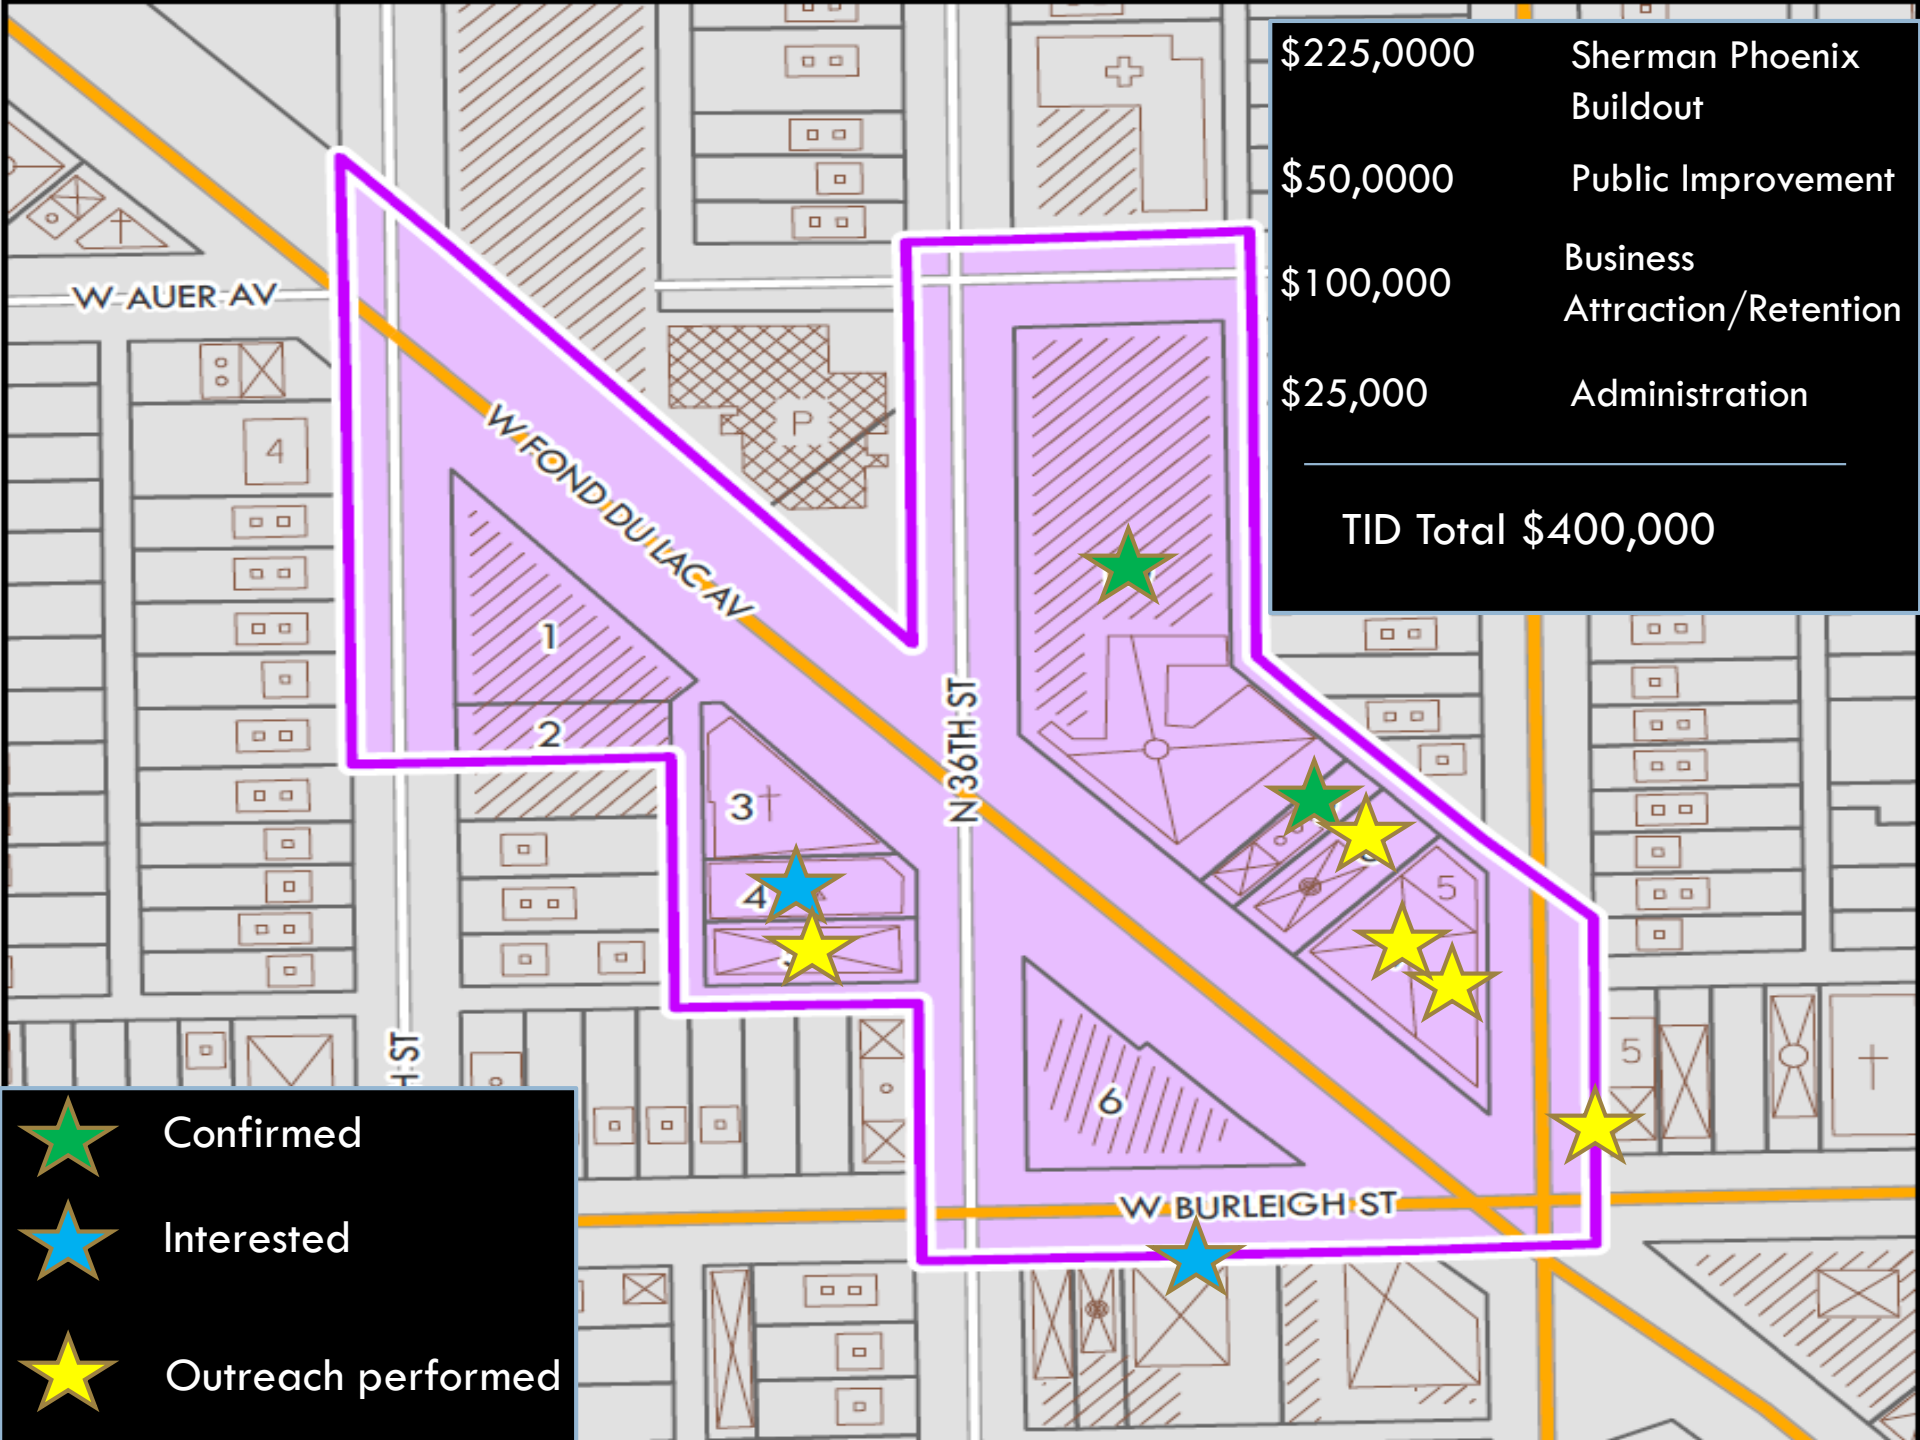 $225,0000 Sherman Phoenix
Buildout
$50,0000 Public Improvement
Business
$100,000 Attraction/Retention
$25,000 Administration
TID Total $400,000
W AUER AV
W FOND DU LAC AV
N 36TH ST
W BURLEIGH ST
H ST
P
4
1
2
3
4
5
6
5
5
Confirmed
Interested
Outreach performed